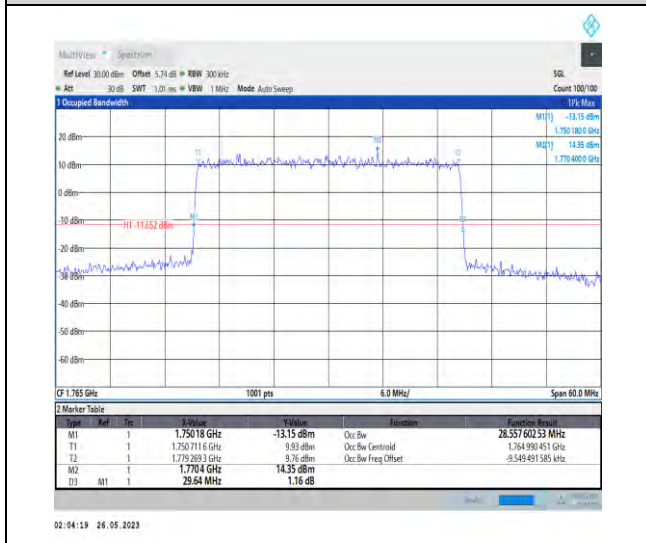 MultiView Spectrum
Ref Level 30.00 dBm Offset 5.74 dB RBW 300 kHz SGL
Att 30 dB SWT 1.01 ms VBW 1 MHz Mode Auto Sweep Count 100/100
1 Occupied Bandwidth 1Pk Max
M1[1] -13.15 dBm
1.750 180 0 GHz
M2[1] 14.35 dBm
1.770 400 0 GHz
20 dBm
T1 M2 T2
10 dBm
0 dBm
-10 dBm
M1 D3
H1 -11.652 dBm
-20 dBm
-30 dBm
-40 dBm
-50 dBm
-60 dBm
CF 1.765 GHz 1001 pts 6.0 MHz/ Span 60.0 MHz
2 Marker Table
Type Ref Trc X-Value Y-Value Function Function Result
M1 1 1.75018 GHz -13.15 dBm Occ Bw 28.557 602 53 MHz
T1 1 1.750 711 6 GHz 9.93 dBm Occ Bw Centroid 1.764 990 451 GHz
T2 1 1.779 269 3 GHz 9.76 dBm Occ Bw Freq Offset -9.549 491 585 kHz
M2 1 1.7704 GHz 14.35 dBm
D3 M1 1 29.64 MHz 1.16 dB
02:04:19 26.05.2023